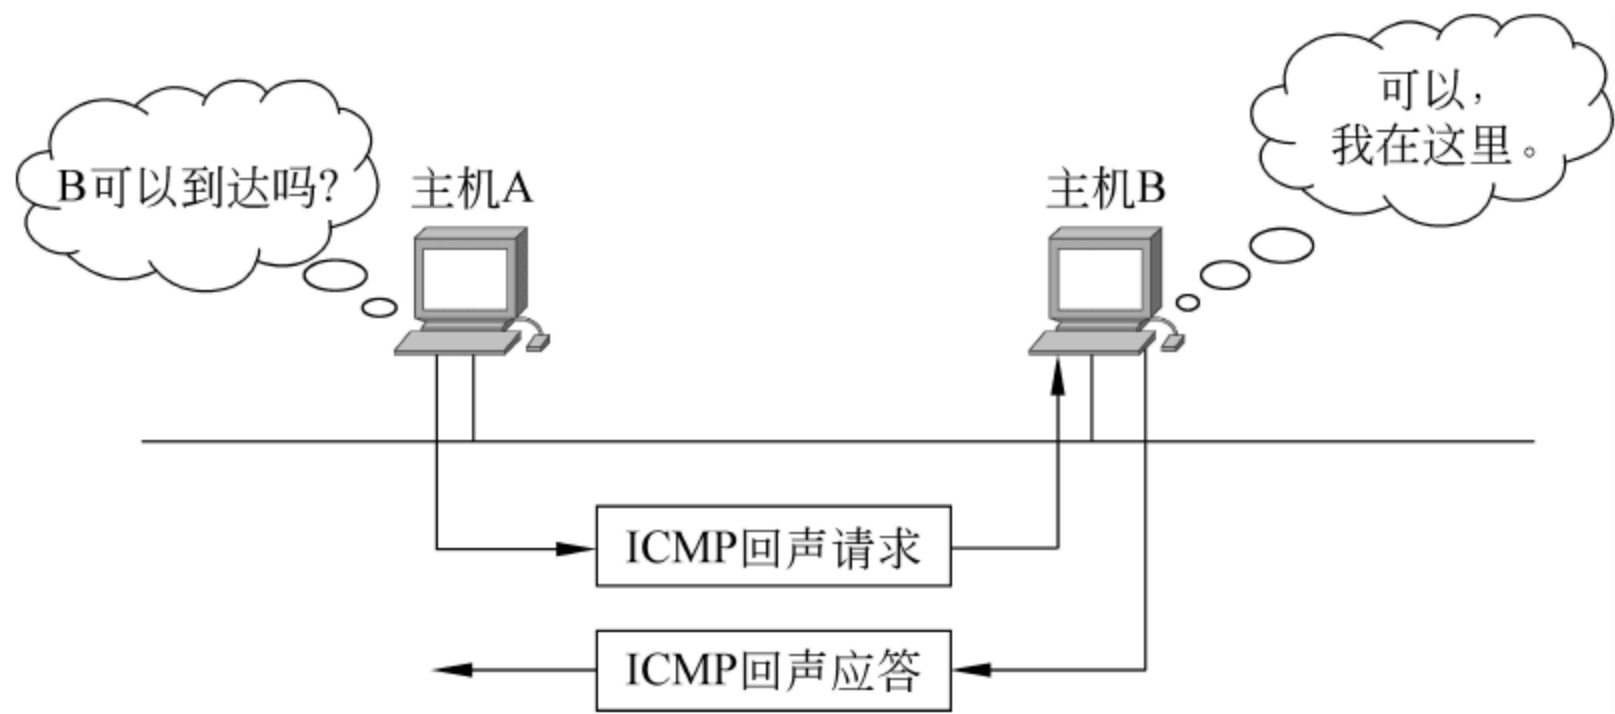 B可以到达吗?
主机A
主机B
可以，
我在这里。
ICMP回声请求
ICMP回声应答